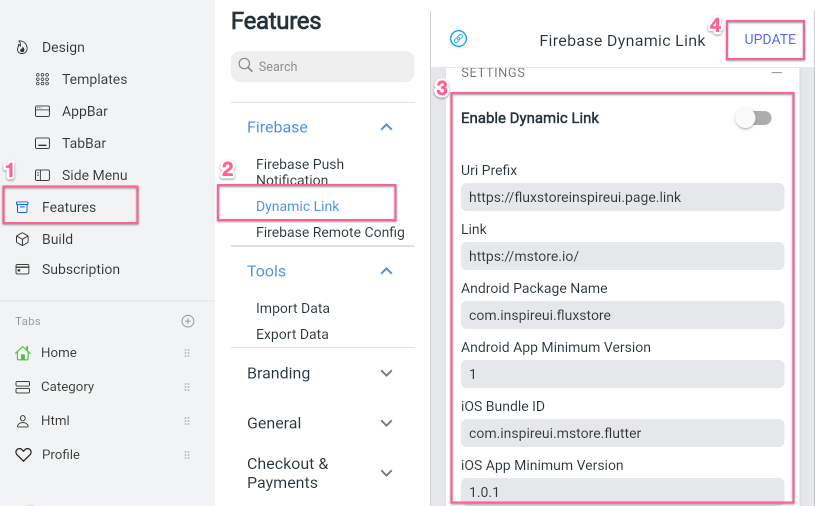 Design
Templates
AppBar
TabBar
1
Side Menu
Features
Build
Subscription
Tabs
Home
Category
Html
Profile
Features
Search
Firebase
Firebase Push
Notification
2
Dynamic Link
Firebase Remote Config
Tools
Import Data
Export Data
Branding
General
Checkout &
Payments
Firebase Dynamic Link
4
UPDATE
SETTINGS
3
Enable Dynamic Link
Uri Prefix
https://fluxstoreinspireui.page.link
Link
https://mstore.io/
Android Package Name
com.inspireui.fluxstore
Android App Minimum Version
1
iOS Bundle ID
com.inspireui.mstore.flutter
iOS App Minimum Version
1.0.1